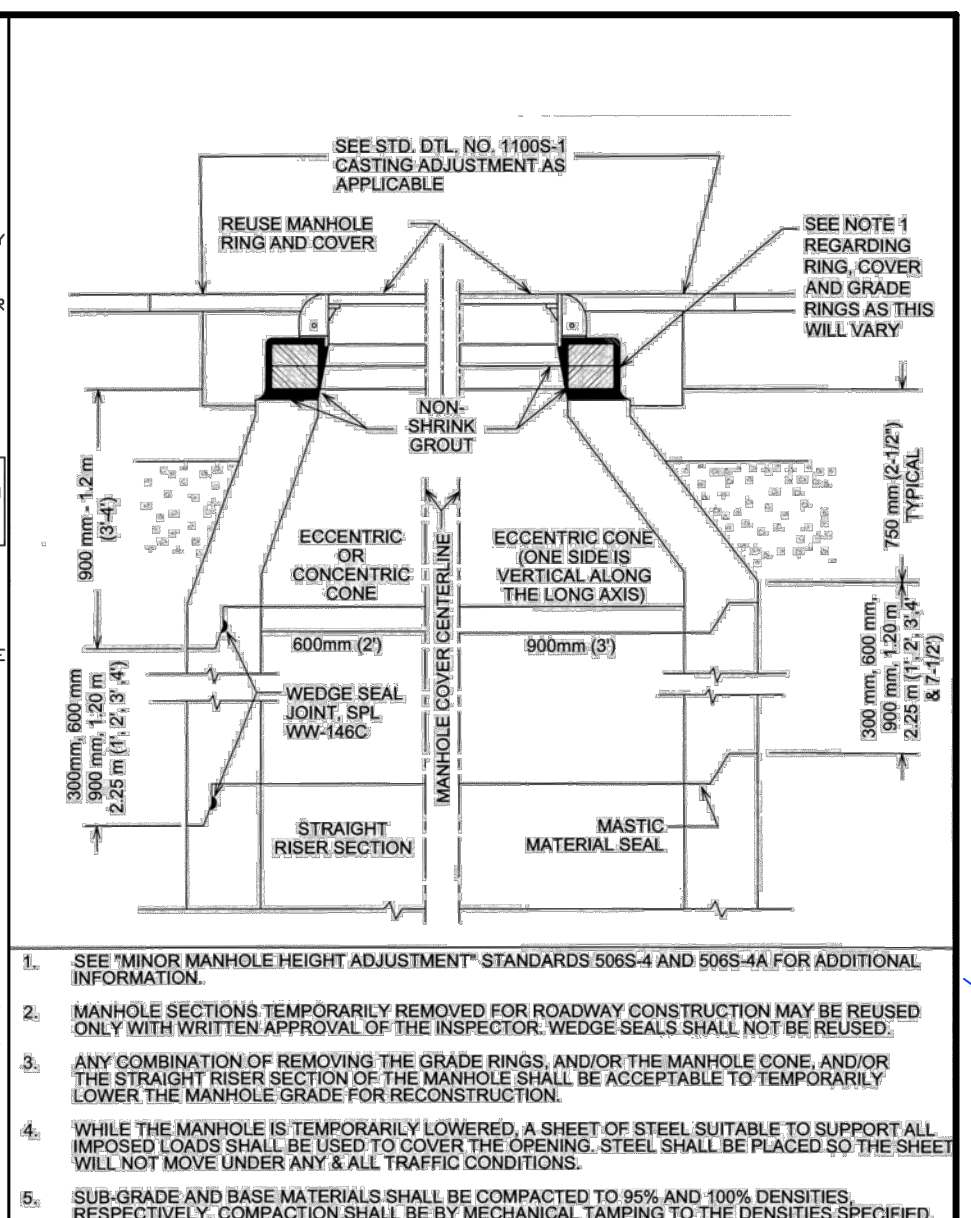 SEE STD. DTL. NO. 1100S-1
CASTING ADJUSTMENT AS
APPLICABLE
REUSE MANHOLE
RING AND COVER
SEE NOTE 1
REGARDING
RING, COVER
AND GRADE
RINGS AS THIS
WILL VARY
NON-
SHRINK
GROUT
900 mm - 1.2 m
(3'-4')
750 mm (2-1/2")
TYPICAL
ECCENTRIC
OR
CONCENTRIC
CONE
MANHOLE COVER CENTERLINE
ECCENTRIC CONE
(ONE SIDE IS
VERTICAL ALONG
THE LONG AXIS)
600mm (2')
900mm (3')
300mm, 600 mm
900 mm, 1.20 m
2.25 m (1', 2', 3',4')
WEDGE SEAL
JOINT, SPL
WW-146C
300 mm, 600 mm,
900 mm, 1.20 m
2.25 m (1', 2', 3',4'
& 7-1/2')
STRAIGHT
RISER SECTION
MASTIC
MATERIAL SEAL
1. SEE "MINOR MANHOLE HEIGHT ADJUSTMENT" STANDARDS 506S-4 AND 506S-4A FOR ADDITIONAL
INFORMATION.
2. MANHOLE SECTIONS TEMPORARILY REMOVED FOR ROADWAY CONSTRUCTION MAY BE REUSED
ONLY WITH WRITTEN APPROVAL OF THE INSPECTOR. WEDGE SEALS SHALL NOT BE REUSED.
3. ANY COMBINATION OF REMOVING THE GRADE RINGS, AND/OR THE MANHOLE CONE, AND/OR
THE STRAIGHT RISER SECTION OF THE MANHOLE SHALL BE ACCEPTABLE TO TEMPORARILY
LOWER THE MANHOLE GRADE FOR RECONSTRUCTION.
4. WHILE THE MANHOLE IS TEMPORARILY LOWERED, A SHEET OF STEEL SUITABLE TO SUPPORT ALL
IMPOSED LOADS SHALL BE USED TO COVER THE OPENING. STEEL SHALL BE PLACED SO THE SHEET
WILL NOT MOVE UNDER ANY & ALL TRAFFIC CONDITIONS.
5. SUB-GRADE AND BASE MATERIALS SHALL BE COMPACTED TO 95% AND 100% DENSITIES,
RESPECTIVELY. COMPACTION SHALL BE BY MECHANICAL TAMPING TO THE DENSITIES SPECIFIED.